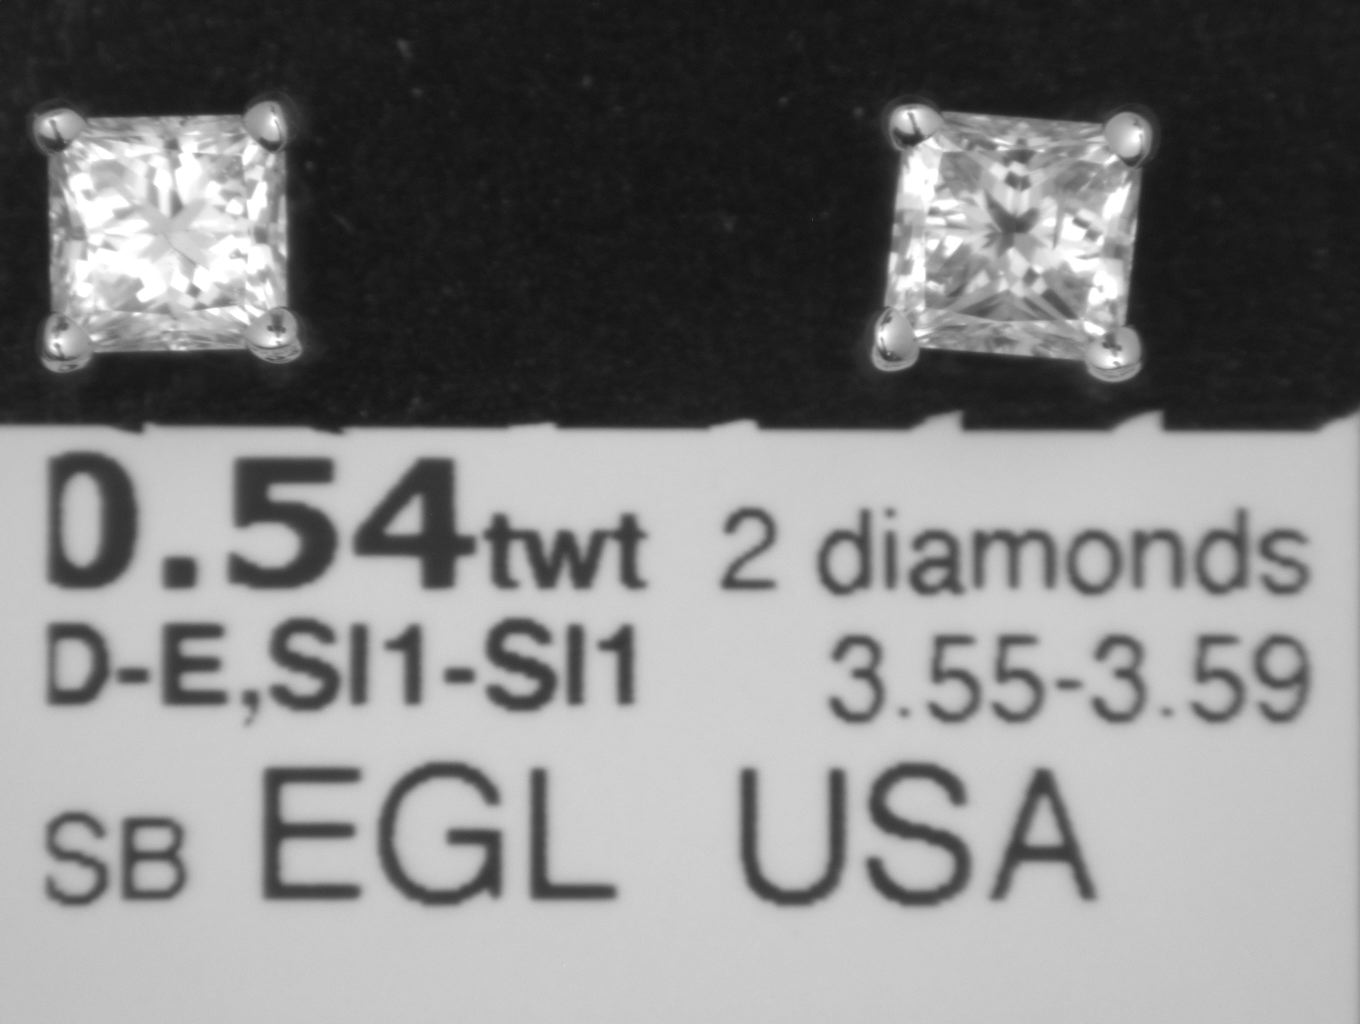 0.54twt 2 diamonds
D-E,SI1-SI1 3.55-3.59
SB EGL USA